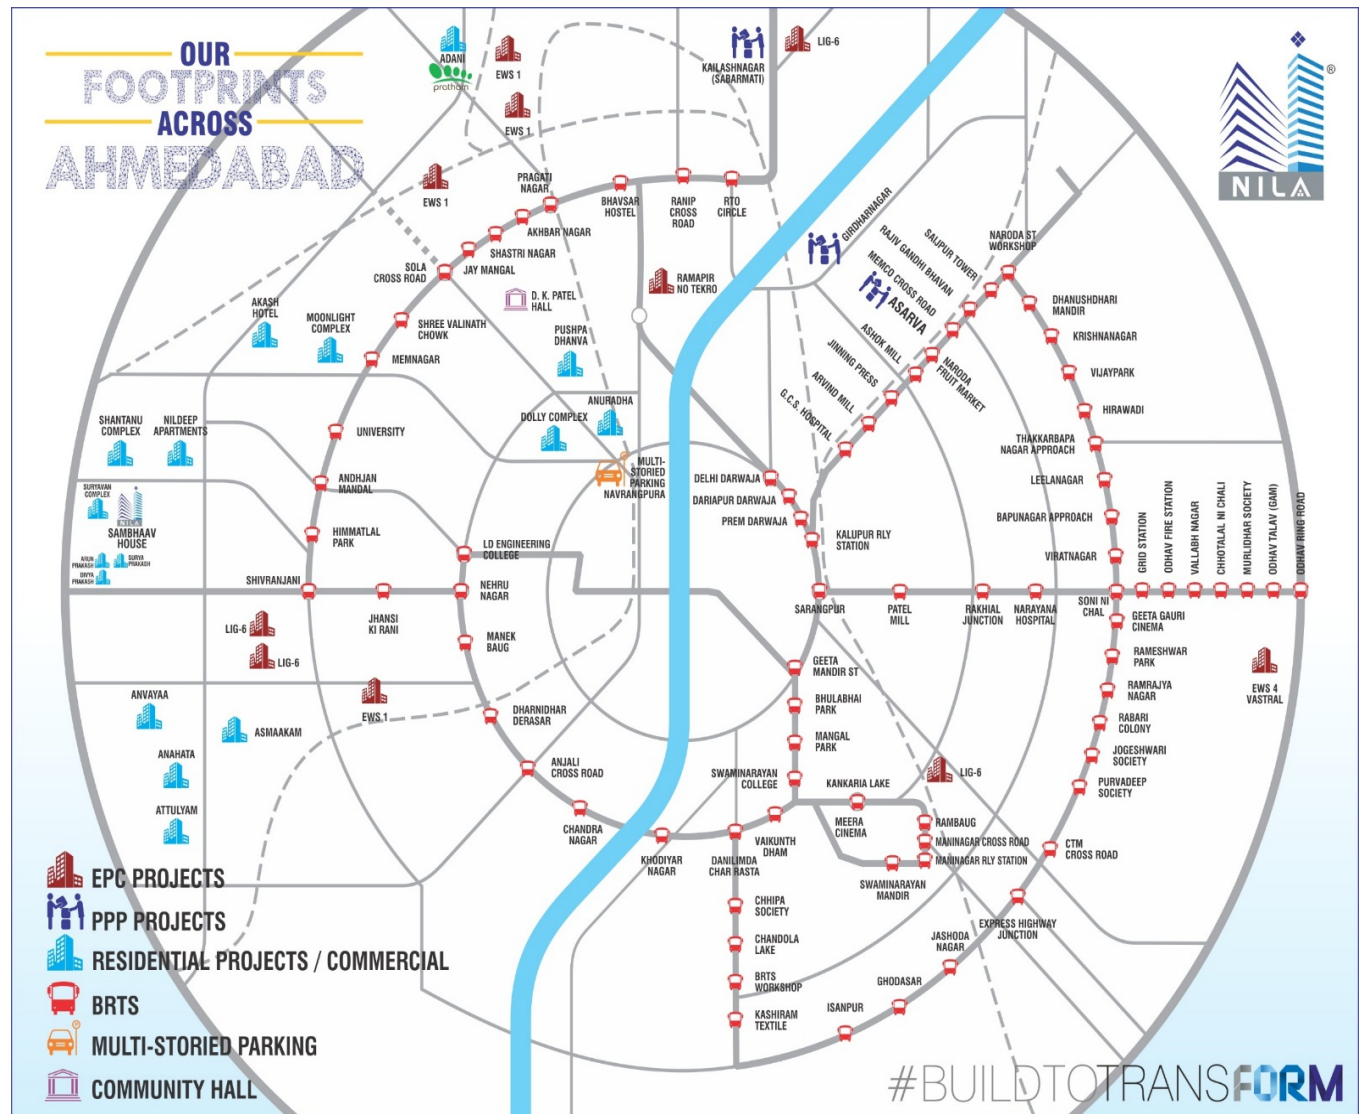 OUR
FOOTPRINTS
ACROSS
AHMEDABAD
ADANI
pratham
EWS 1
EWS 1
EWS 1
KAILASHNAGAR
(SABARMATI)
LIG-6
NILA
®
PRAGATI
NAGAR
BHAVSAR
HOSTEL
RANIP
CROSS
ROAD
RTO
CIRCLE
AKHBAR NAGAR
SHASTRI NAGAR
JAY MANGAL
SOLA
CROSS ROAD
GIRDHARNAGAR
SAIJPUR TOWER
RAJIV GANDHI BHAVAN
MEMCO CROSS ROAD
ASARVA
NARODA ST
WORKSHOP
RAMAPIR
NO TEKRO
D. K. PATEL
HALL
AKASH
HOTEL
MOONLIGHT
COMPLEX
SHREE VALINATH
CHOWK
MEMNAGAR
PUSHPA
DHANVA
DHANUSHDHARI
MANDIR
KRISHNANAGAR
VIJAYPARK
HIRAWADI
THAKKARBAPA
NAGAR APPROACH
LEELANAGAR
BAPUNAGAR APPROACH
VIRATNAGAR
ASHOK MILL
JINNING PRESS
ARVIND MILL
G.C.S. HOSPITAL
NARODA
FRUIT MARKET
ANURADHA
DOLLY COMPLEX
SHANTANU
COMPLEX
NILDEEP
APARTMENTS
UNIVERSITY
ANDHJAN
MANDAL
HIMMATLAL
PARK
MULTI-
STORIED
PARKING
NAVRANGPURA
DELHI DARWAJA
DARIAPUR DARWAJA
PREM DARWAJA
KALUPUR RLY
STATION
SURYAVAN
COMPLEX
NILA
SAMBHAAV
HOUSE
ARUN
PRAKASH
SURYA
PRAKASH
DIVYA
PRAKASH
LD ENGINEERING
COLLEGE
SHIVRANJANI
JHANSI
KI RANI
NEHRU
NAGAR
MANEK
BAUG
SARANGPUR
PATEL
MILL
RAKHIAL
JUNCTION
NARAYANA
HOSPITAL
SONI NI
CHAL
GRID STATION
ODHAV FIRE STATION
VALLABH NAGAR
CHHOTALAL NI CHALI
MURLIDHAR SOCIETY
ODHAV TALAV (GAM)
ODHAV RING ROAD
GEETA GAURI
CINEMA
RAMESHWAR
PARK
RAMRAJYA
NAGAR
RABARI
COLONY
JOGESHWARI
SOCIETY
PURVADEEP
SOCIETY
EWS 4
VASTRAL
LIG-6
LIG-6
EWS 1
ANVAYAA
ASMAAKAM
ANAHATA
ATTULYAM
DHARNIDHAR
DERASAR
ANJALI
CROSS ROAD
CHANDRA
NAGAR
KHODIYAR
NAGAR
GEETA
MANDIR ST
BHULABHAI
PARK
MANGAL
PARK
SWAMINARAYAN
COLLEGE
KANKARIA LAKE
LIG-6
MEERA
CINEMA
RAMBAUG
MANINAGAR CROSS ROAD
MANINAGAR RLY STATION
SWAMINARAYAN
MANDIR
VAIKUNTH
DHAM
DANILIMDA
CHAR RASTA
CTM
CROSS ROAD
EXPRESS HIGHWAY
JUNCTION
JASHODA
NAGAR
GHODASAR
ISANPUR
CHHIPA
SOCIETY
CHANDOLA
LAKE
BRTS
WORKSHOP
KASHIRAM
TEXTILE
EPC PROJECTS
PPP PROJECTS
RESIDENTIAL PROJECTS / COMMERCIAL
BRTS
MULTI-STORIED PARKING
COMMUNITY HALL
#BUILDTOTRANSFORM